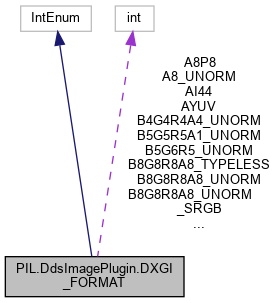 IntEnum
int
A8P8
A8_UNORM
AI44
AYUV
B4G4R4A4_UNORM
B5G5R5A1_UNORM
B5G6R5_UNORM
B8G8R8A8_TYPELESS
B8G8R8A8_UNORM
B8G8R8A8_UNORM
_SRGB
...
PIL.DdsImagePlugin.DXGI
_FORMAT